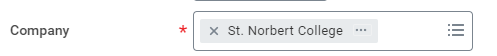 Company *
× St. Norbert College ...